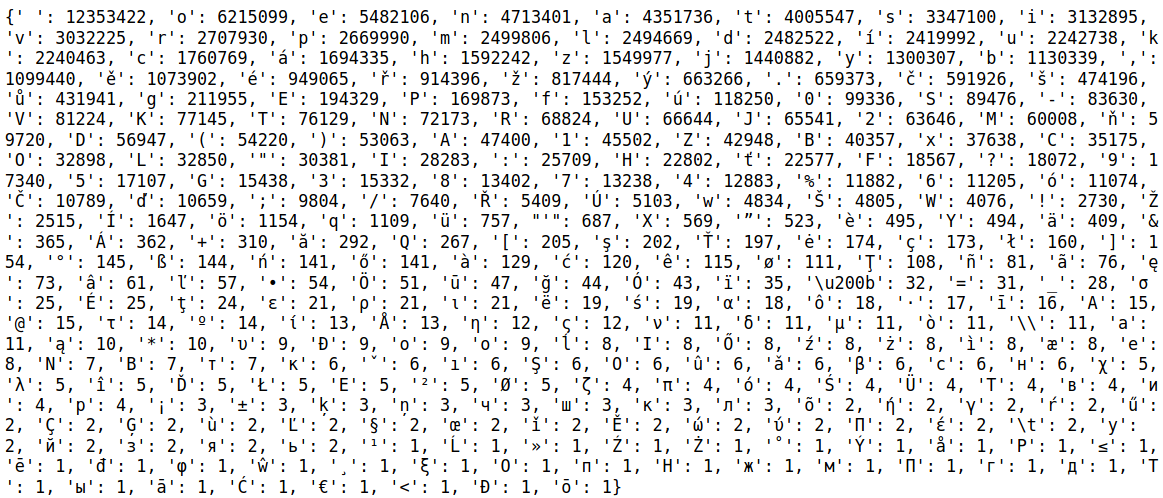 {' ': 12353422, 'o': 6215099, 'e': 5482106, 'n': 4713401, 'a': 4351736, 't': 4005547, 's': 3347100, 'i': 3132895,
'v': 3032225, 'r': 2707930, 'p': 2669990, 'm': 2499806, 'l': 2494669, 'd': 2482522, 'í': 2419992, 'u': 2242738, 'k
': 2240463, 'c': 1760769, 'á': 1694335, 'h': 1592242, 'z': 1549977, 'j': 1440882, 'y': 1300307, 'b': 1130339, ',':
1099440, 'ě': 1073902, 'é': 949065, 'ř': 914396, 'ž': 817444, 'ý': 663266, '.': 659373, 'č': 591926, 'š': 474196,
'ů': 431941, 'g': 211955, 'E': 194329, 'P': 169873, 'f': 153252, 'ú': 118250, '0': 99336, 'S': 89476, '-': 83630,
'V': 81224, 'K': 77145, 'T': 76129, 'N': 72173, 'R': 68824, 'U': 66644, 'J': 65541, '2': 63646, 'M': 60008, 'ň': 5
9720, 'D': 56947, '(': 54220, ')': 53063, 'A': 47400, '1': 45502, 'Z': 42948, 'B': 40357, 'x': 37638, 'C': 35175,
'O': 32898, 'L': 32850, '"': 30381, 'I': 28283, ':': 25709, 'H': 22802, 'ť': 22577, 'F': 18567, '?': 18072, '9': 1
7340, '5': 17107, 'G': 15438, '3': 15332, '8': 13402, '7': 13238, '4': 12883, '%': 11882, '6': 11205, 'ó': 11074,
'Č': 10789, 'ď': 10659, ';': 9804, '/': 7640, 'Ř': 5409, 'Ú': 5103, 'w': 4834, 'Š': 4805, 'W': 4076, '!': 2730, 'Ž
': 2515, 'Í': 1647, 'ö': 1154, 'q': 1109, 'ü': 757, "'": 687, 'X': 569, '”': 523, 'è': 495, 'Y': 494, 'ä': 409, '&
': 365, 'Á': 362, '+': 310, 'ă': 292, 'Q': 267, '[': 205, 'ş': 202, 'Ť': 197, 'ė': 174, 'ç': 173, 'ł': 160, ']': 1
54, '°': 145, 'ß': 144, 'ń': 141, 'ő': 141, 'à': 129, 'ć': 120, 'ê': 115, 'ø': 111, 'Ţ': 108, 'ñ': 81, 'ã': 76, 'ę
': 73, 'â': 61, 'ľ': 57, '•': 54, 'Ö': 51, 'ū': 47, 'ğ': 44, 'Ó': 43, 'ï': 35, '\u200b': 32, '=': 31, '_': 28, 'σ
': 25, 'É': 25, 'ţ': 24, 'ε': 21, 'ρ': 21, 'ι': 21, 'ë': 19, 'ś': 19, 'α': 18, 'ô': 18, '·': 17, 'ī': 16, 'Α': 15,
'@': 15, 'τ': 14, 'º': 14, 'ί': 13, 'Å': 13, 'η': 12, 'ς': 12, 'ν': 11, 'δ': 11, 'μ': 11, 'ò': 11, '\\': 11, 'а':
11, 'ą': 10, '*': 10, 'υ': 9, 'Đ': 9, 'ο': 9, 'о': 9, 'ĺ': 8, 'Ι': 8, 'Ő': 8, 'ź': 8, 'ż': 8, 'ì': 8, 'æ': 8, 'е':
8, 'Ν': 7, 'Β': 7, 'т': 7, 'κ': 6, 'ˇ': 6, 'ı': 6, 'Ş': 6, 'Ο': 6, 'û': 6, 'ǎ': 6, 'β': 6, 'с': 6, 'н': 6, 'χ': 5,
'λ': 5, 'î': 5, 'Ď': 5, 'Ł': 5, 'Ε': 5, '²': 5, 'Ø': 5, 'ζ': 4, 'π': 4, 'ό': 4, 'Ś': 4, 'Ü': 4, 'Τ': 4, 'в': 4, 'и
': 4, 'р': 4, '¡': 3, '±': 3, 'ķ': 3, 'ņ': 3, 'ч': 3, 'ш': 3, 'к': 3, 'л': 3, 'õ': 2, 'ή': 2, 'γ': 2, 'ŕ': 2, 'ű':
2, 'Ç': 2, 'Ģ': 2, 'ù': 2, 'Ľ': 2, '§': 2, 'œ': 2, 'ǐ': 2, 'Ě': 2, 'ώ': 2, 'ύ': 2, 'Π': 2, 'έ': 2, '\t': 2, 'у':
2, 'й': 2, 'з': 2, 'я': 2, 'ь': 2, '¹': 1, 'Ĺ': 1, '»': 1, 'Ź': 1, 'Ż': 1, '˚': 1, 'Ý': 1, 'å': 1, 'Ρ': 1, '≤': 1,
'ē': 1, 'đ': 1, 'φ': 1, 'ŵ': 1, '¸': 1, 'ξ': 1, 'О': 1, 'п': 1, 'Н': 1, 'ж': 1, 'м': 1, 'П': 1, 'г': 1, 'д': 1, 'Т
': 1, 'ы': 1, 'ā': 1, 'Ć': 1, '€': 1, '<': 1, 'Ð': 1, 'ō': 1}